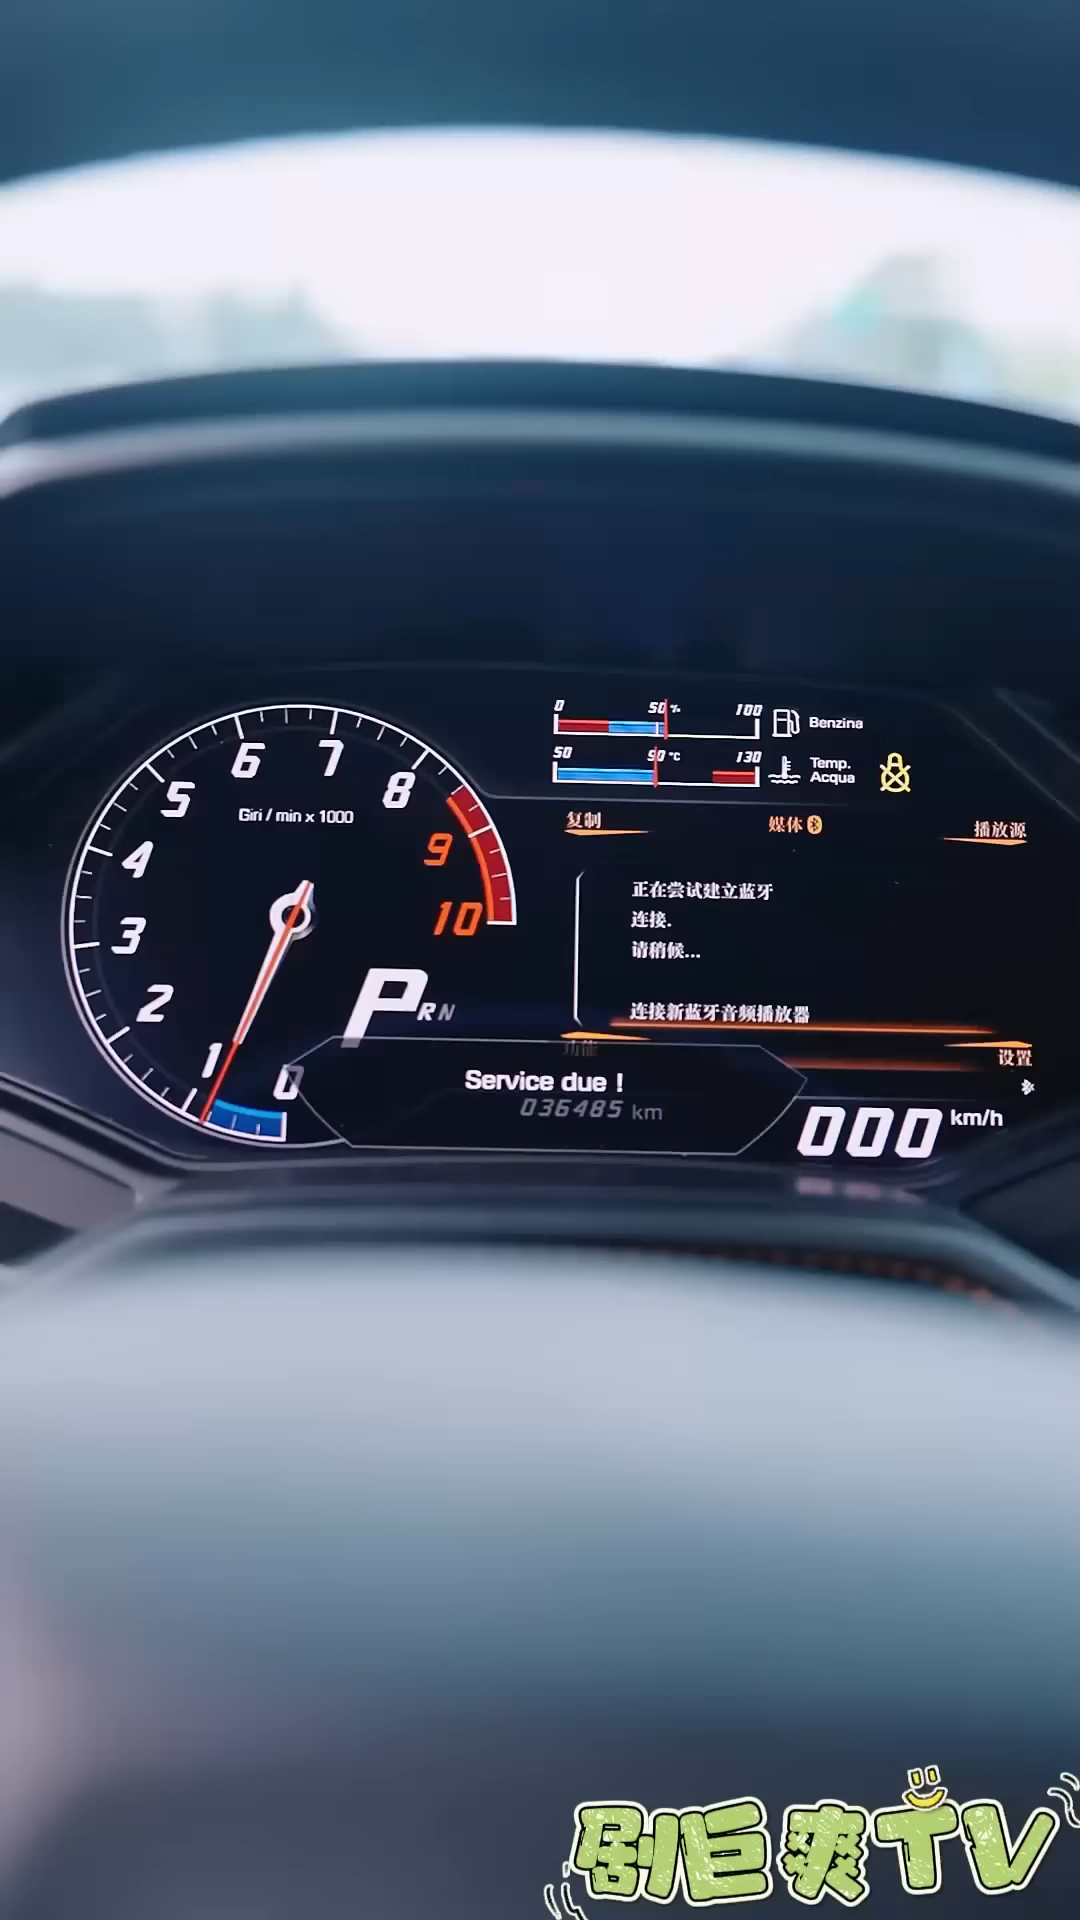 0 50 % 100
Benzina
50 90 °C 130
Temp.
Acqua
6 7
5 8
Giri / min x 1000
4 9
3 10
2
1 0
P R N
复制 媒体 播放源
正在尝试建立蓝牙
连接.
请稍候...
连接新蓝牙音频播放器
功能 设置
Service due !
036485 km
000 km/h
剧巨爽TV